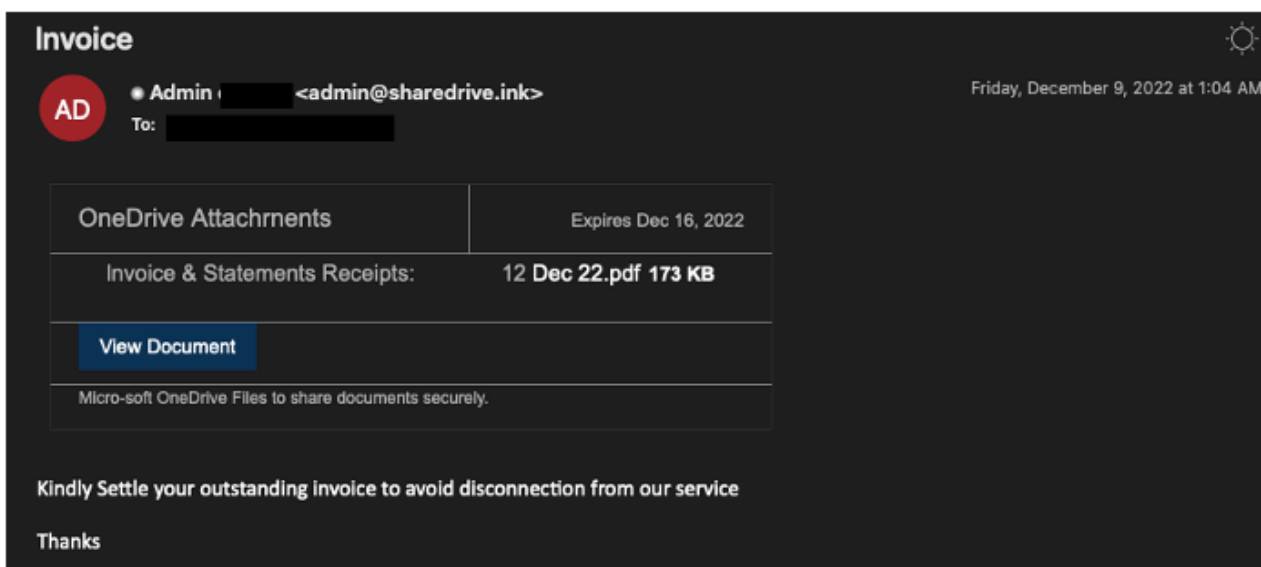 Invoice
AD
Admin <admin@sharedrive.ink>
Friday, December 9, 2022 at 1:04 AM
To:
OneDrive Attachrnents
Expires Dec 16, 2022
Invoice & Statements Receipts:
12 Dec 22.pdf 173 KB
View Document
Micro-soft OneDrive Files to share documents securely.
Kindly Settle your outstanding invoice to avoid disconnection from our service
Thanks